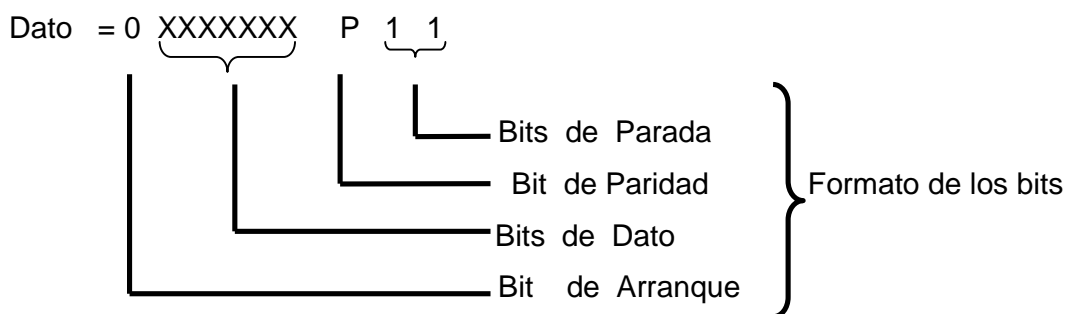 Dato = 0 XXXXXXX P 1 1
Bits de Parada
Bit de Paridad
Formato de los bits
Bits de Dato
Bit de Arranque